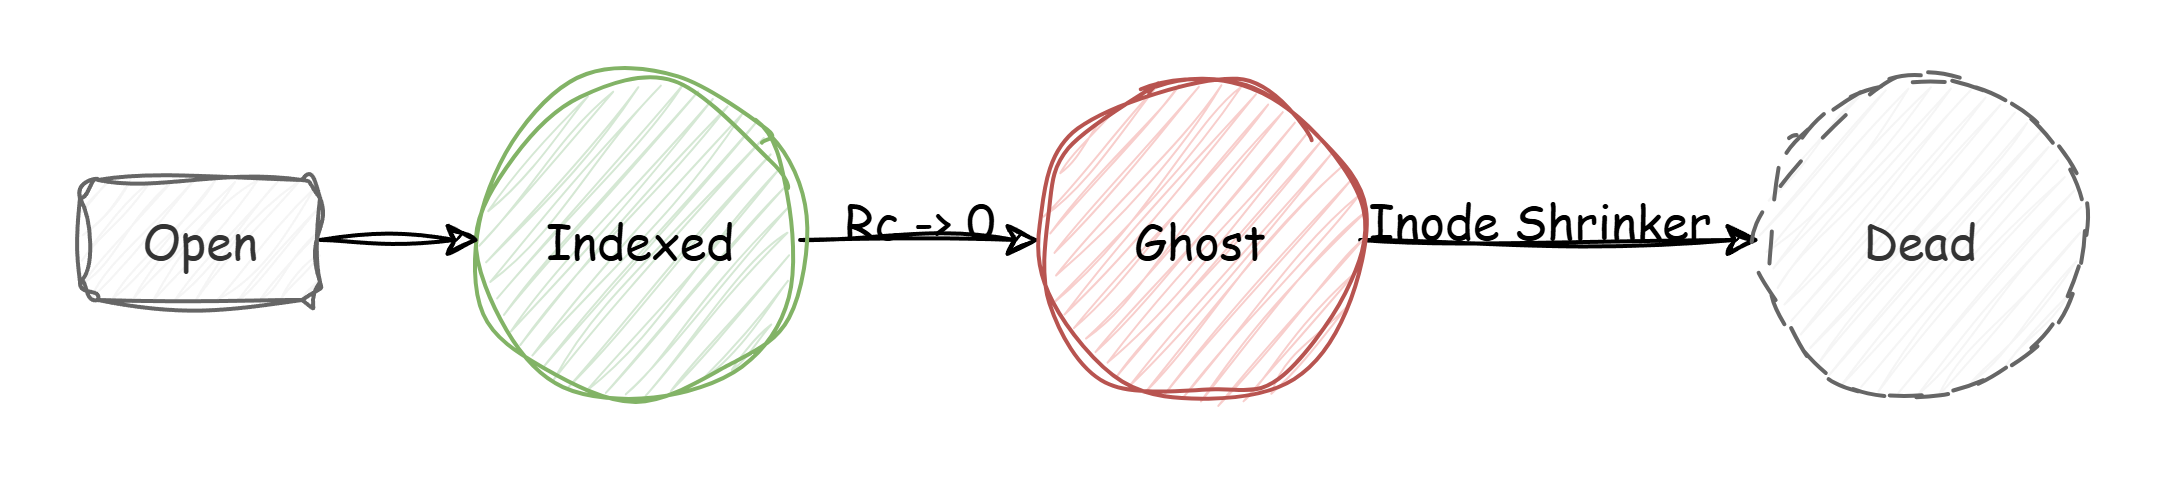 Open
Indexed
Rc -> 0
Ghost
Inode Shrinker
Dead